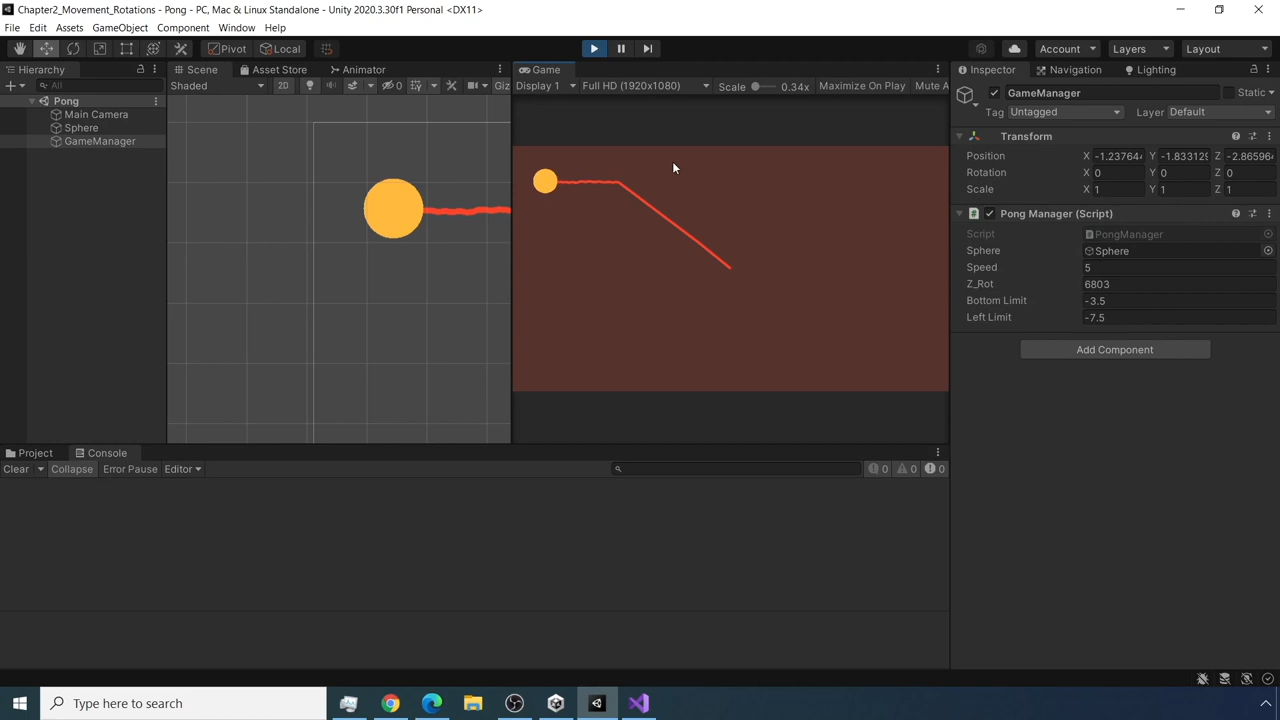 Chapter2_Movement_Rotations - Pong - PC, Mac & Linux Standalone - Unity 2020.3.30f1 Personal <DX11>
File Edit Assets GameObject Component Window Help
Pivot Local Account Layers Layout
Hierarchy Scene Asset Store Animator Game Inspector Navigation Lighting
All Shaded 2D 0 Giz Display 1 Full HD (1920x1080) Scale 0.34x Maximize On Play Mute A
GameManager Static
Pong
Tag Untagged Layer Default
Main Camera
Sphere
GameManager
Transform
Position X -1.23764 Y -1.833129 Z -2.86596
Rotation X 0 Y 0 Z 0
Scale X 1 Y 1 Z 1
Pong Manager (Script)
Script PongManager
Sphere Sphere
Speed 5
Z_Rot 6803
Bottom Limit -3.5
Left Limit -7.5
Add Component
Project Console
Clear Collapse Error Pause Editor 0 0 0
Type here to search